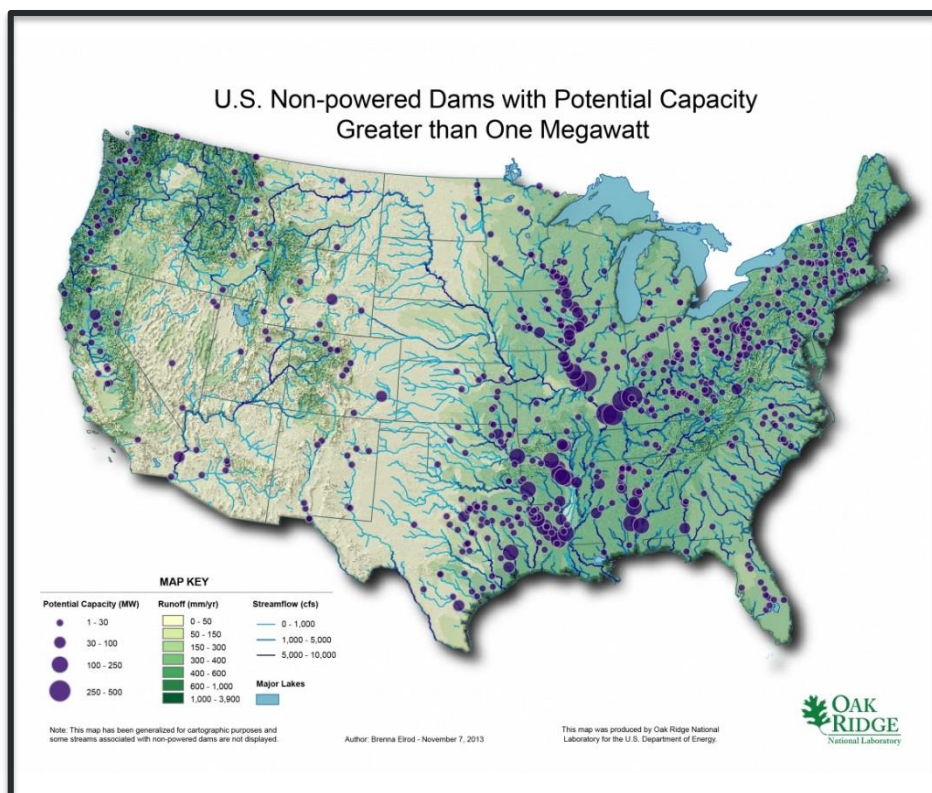 U.S. Non-powered Dams with Potential Capacity
Greater than One Megawatt
MAP KEY
Potential Capacity (MW)
1 - 30
30 - 100
100 - 250
250 - 500
Runoff (mm/yr)
0 - 50
50 - 150
150 - 300
300 - 400
400 - 600
600 - 1,000
1,000 - 3,900
Streamflow (cfs)
0 - 1,000
1,000 - 5,000
5,000 - 10,000
Major Lakes
Note: This map has been generalized for cartographic purposes and
some streams associated with non-powered dams are not displayed.
Author: Brenna Elrod - November 7, 2013
This map was produced by Oak Ridge National
Laboratory for the U.S. Department of Energy.
OAK
RIDGE
National Laboratory